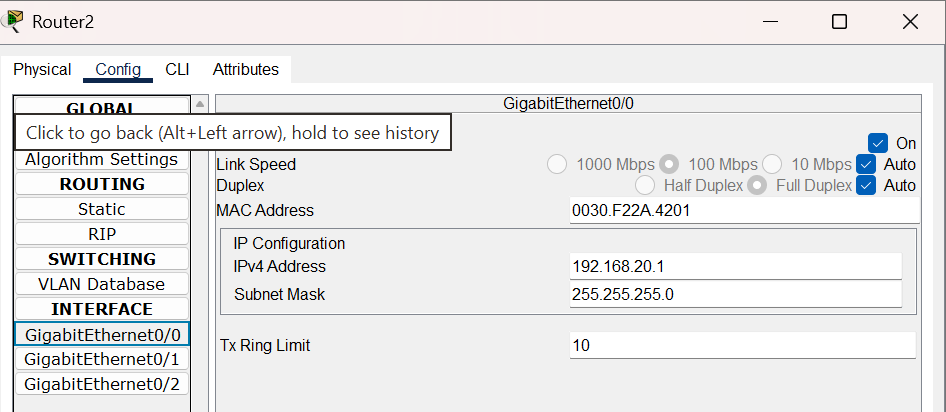 Router2
Physical Config CLI Attributes
GLOBAL
Click to go back (Alt+Left arrow), hold to see history
Algorithm Settings
ROUTING
Static
RIP
SWITCHING
VLAN Database
INTERFACE
GigabitEthernet0/0
GigabitEthernet0/1
GigabitEthernet0/2
GigabitEthernet0/0
On
Link Speed 1000 Mbps 100 Mbps 10 Mbps Auto
Duplex Half Duplex Full Duplex Auto
MAC Address 0030.F22A.4201
IP Configuration
IPv4 Address 192.168.20.1
Subnet Mask 255.255.255.0
Tx Ring Limit 10